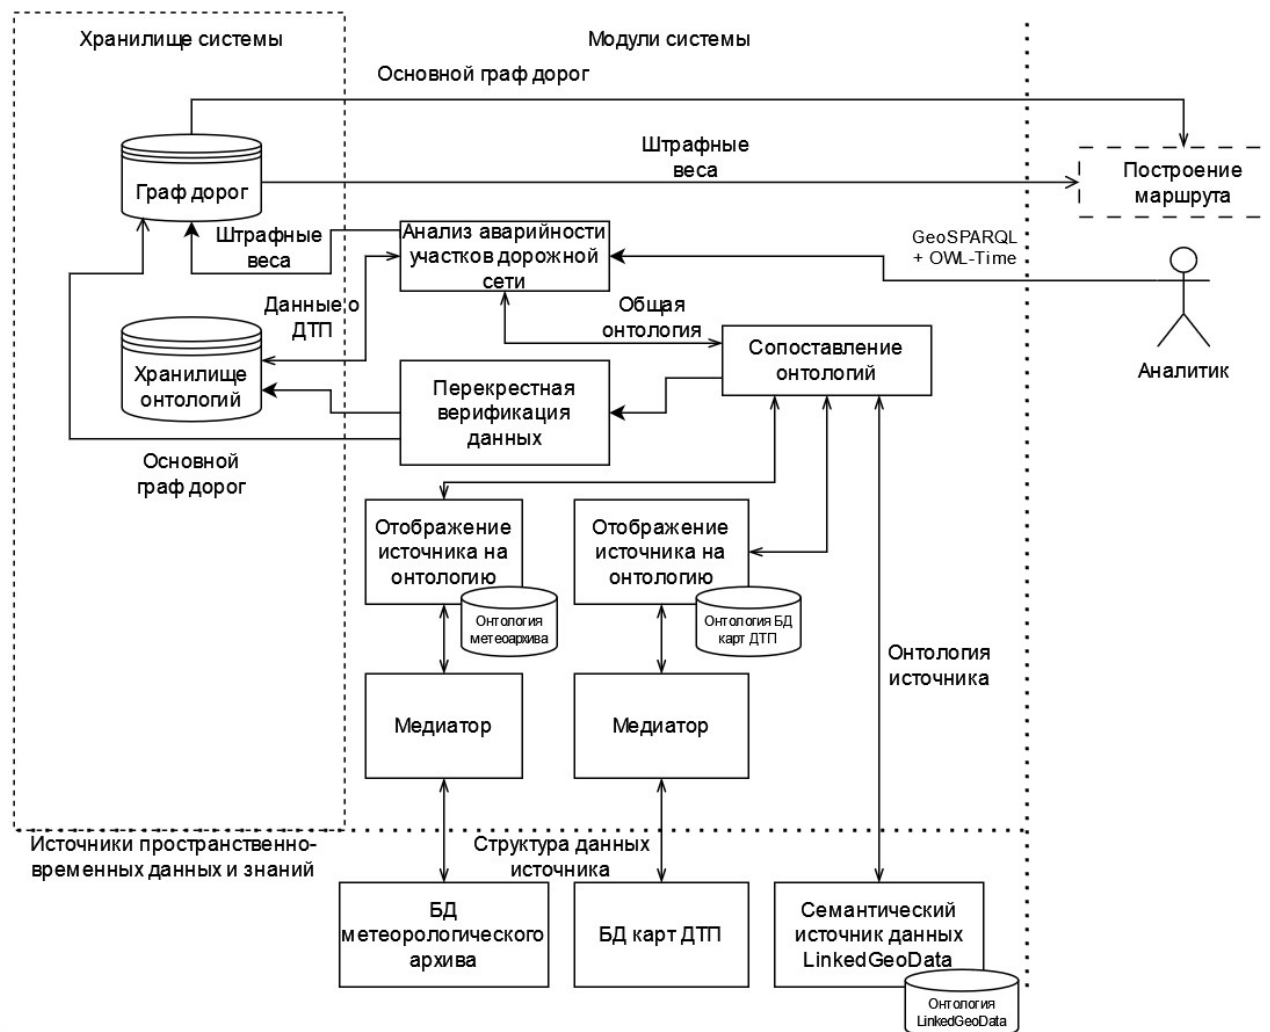 Хранилище системы
Модули системы
Основной граф дорог
Штрафные
веса
Построение
маршрута
Граф дорог
Штрафные
веса
Анализ аварийности
участков дорожной
сети
GeoSPARQL
+ OWL-Time
Данные о
ДТП
Общая
онтология
Сопоставление
онтологий
Аналитик
Хранилище
онтологий
Перекрестная
верификация
данных
Основной
граф дорог
Отображение
источника на
онтологию
Отображение
источника на
онтологию
Онтология
метеоархива
Онтология БД
карт ДТП
Онтология
источника
Медиатор
Медиатор
Источники пространственно-
временных данных и знаний
Структура данных
источника
БД
метеорологического
архива
БД карт ДТП
Семантический
источник данных
LinkedGeoData
Онтология
LinkedGeoData